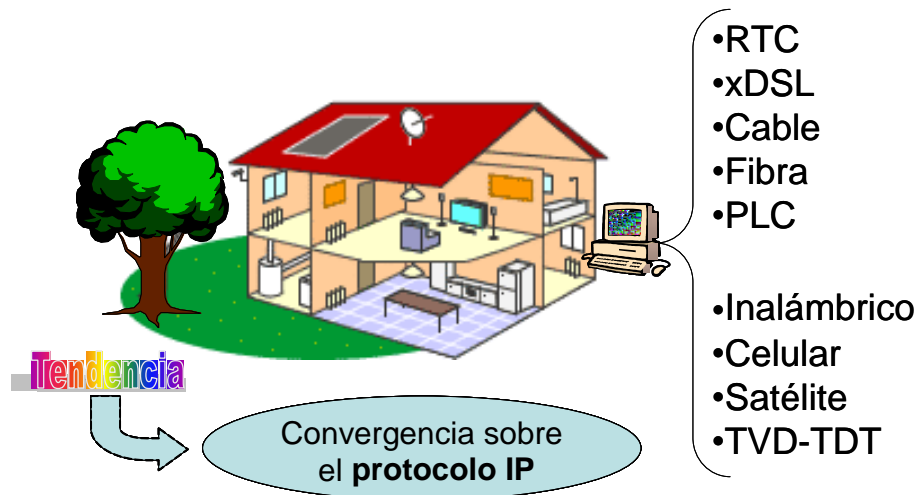 •RTC
•xDSL
•Cable
•Fibra
•PLC
•Inalámbrico
•Celular
•Satélite
•TVD-TDT
Tendencia
Convergencia sobre
el protocolo IP